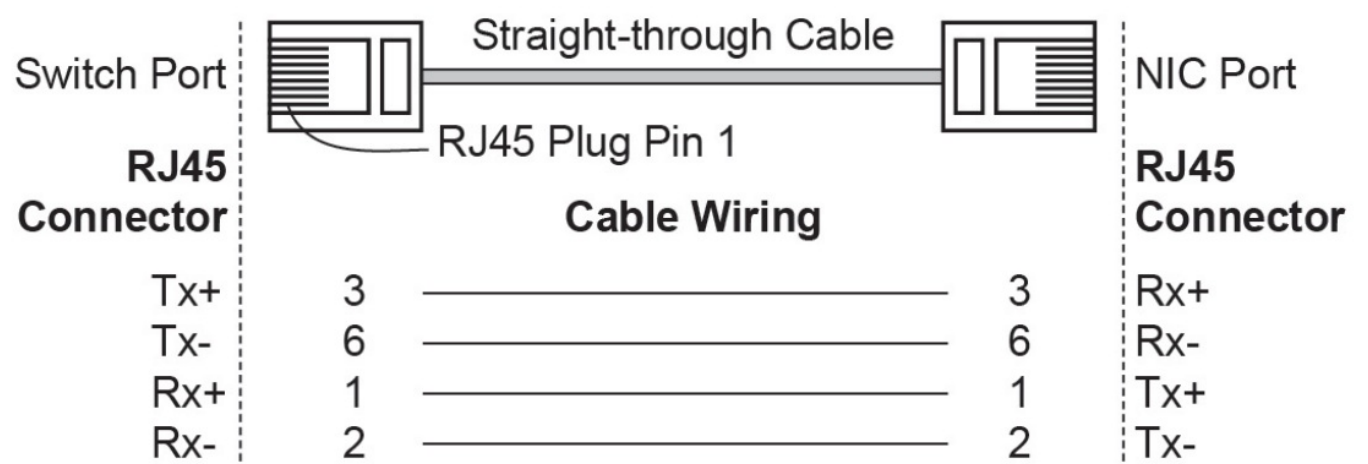 Straight-through Cable
Switch Port NIC Port
RJ45 Plug Pin 1
RJ45 RJ45
Connector Cable Wiring Connector
Tx+ 3 3 Rx+
Tx- 6 6 Rx-
Rx+ 1 1 Tx+
Rx- 2 2 Tx-